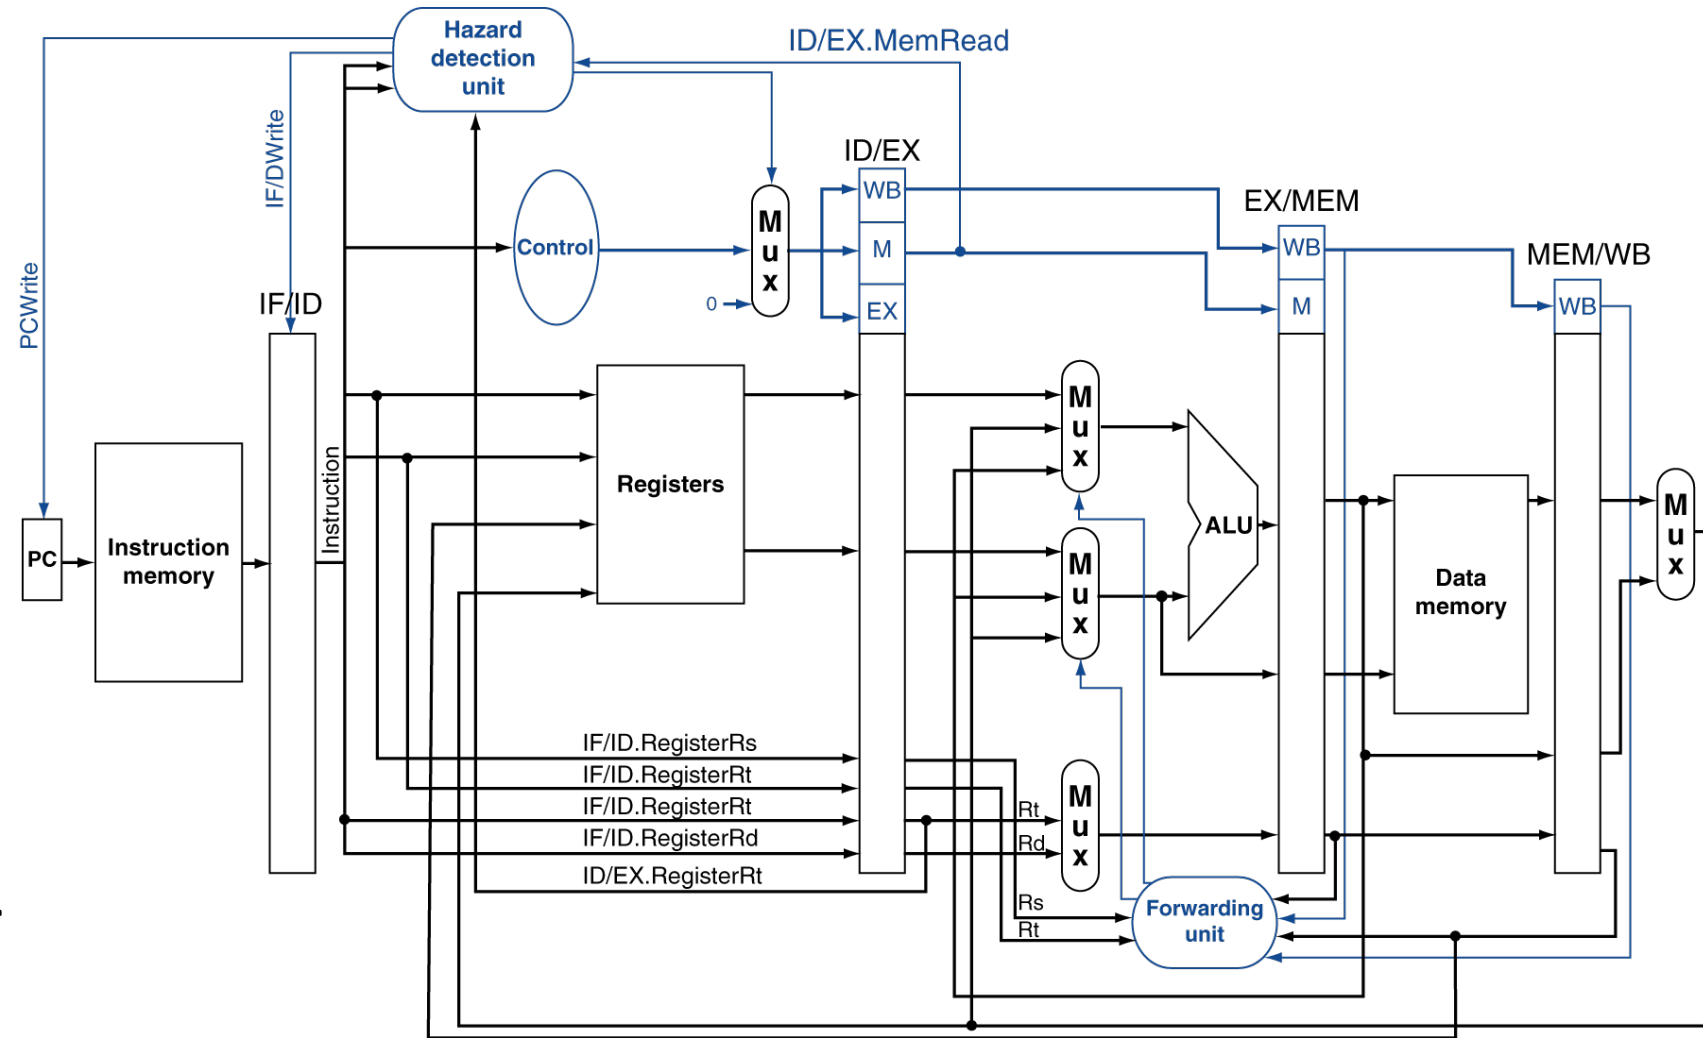 Hazard
detection
unit
ID/EX.MemRead
IF/DWrite
ID/EX
PCWrite
Control
M
u
x
0
WB
M
EX
EX/MEM
WB
M
MEM/WB
WB
IF/ID
PC
Instruction
memory
Instruction
Registers
M
u
x
M
u
x
ALU
Data
memory
M
u
x
IF/ID.RegisterRs
IF/ID.RegisterRt
IF/ID.RegisterRt
IF/ID.RegisterRd
ID/EX.RegisterRt
Rt
Rd
M
u
x
Rs
Rt
Forwarding
unit